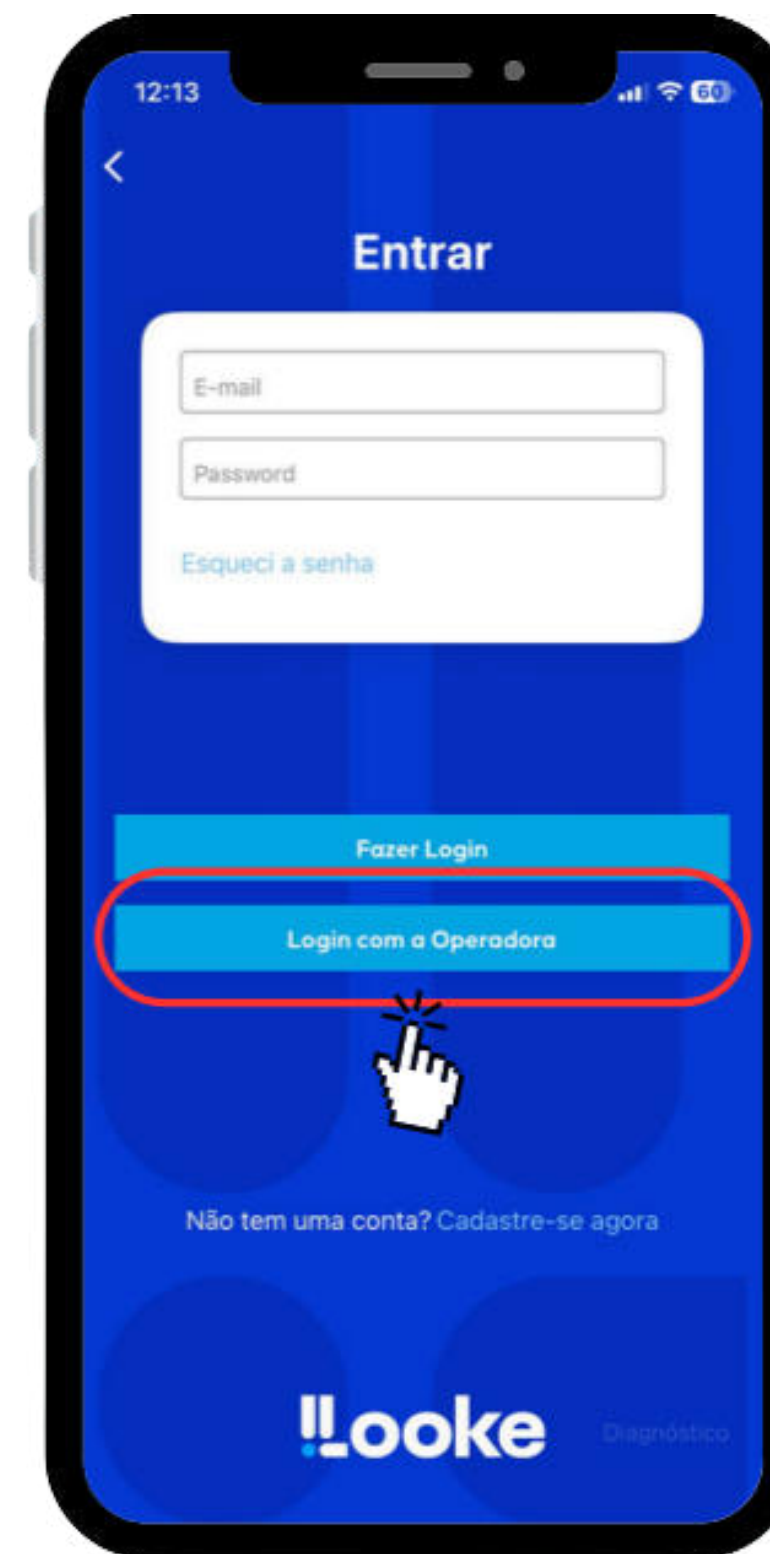 12:13
60
Entrar
E-mail
Password
Esqueci a senha
Fazer Login
Login com a Operadora
Não tem uma conta? Cadastre-se agora
Looke
Diagnóstico